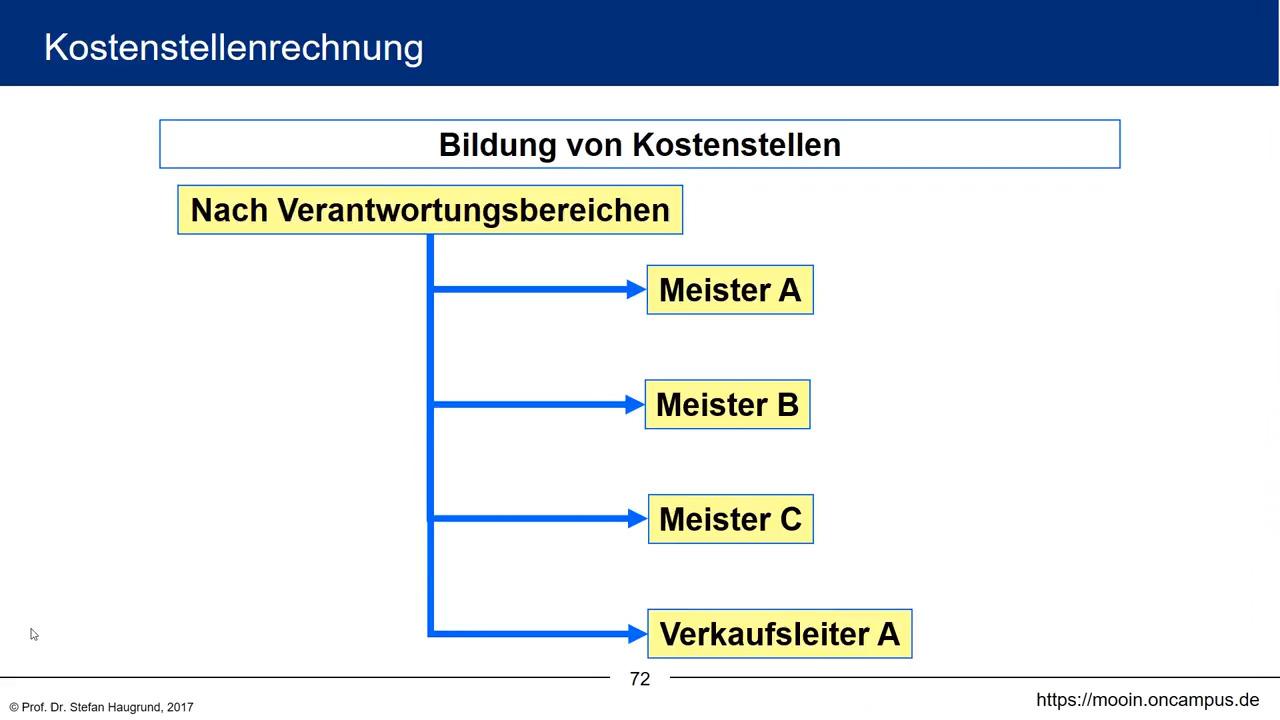 Kostenstellenrechnung
Bildung von Kostenstellen
Nach Verantwortungsbereichen
Meister A
Meister B
Meister C
Verkaufsleiter A
72
© Prof. Dr. Stefan Haugrund, 2017
https://mooin.oncampus.de